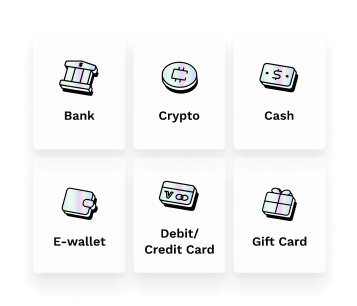 Bank
Crypto
$
Cash
E-wallet
Debit/
Credit Card
Gift Card